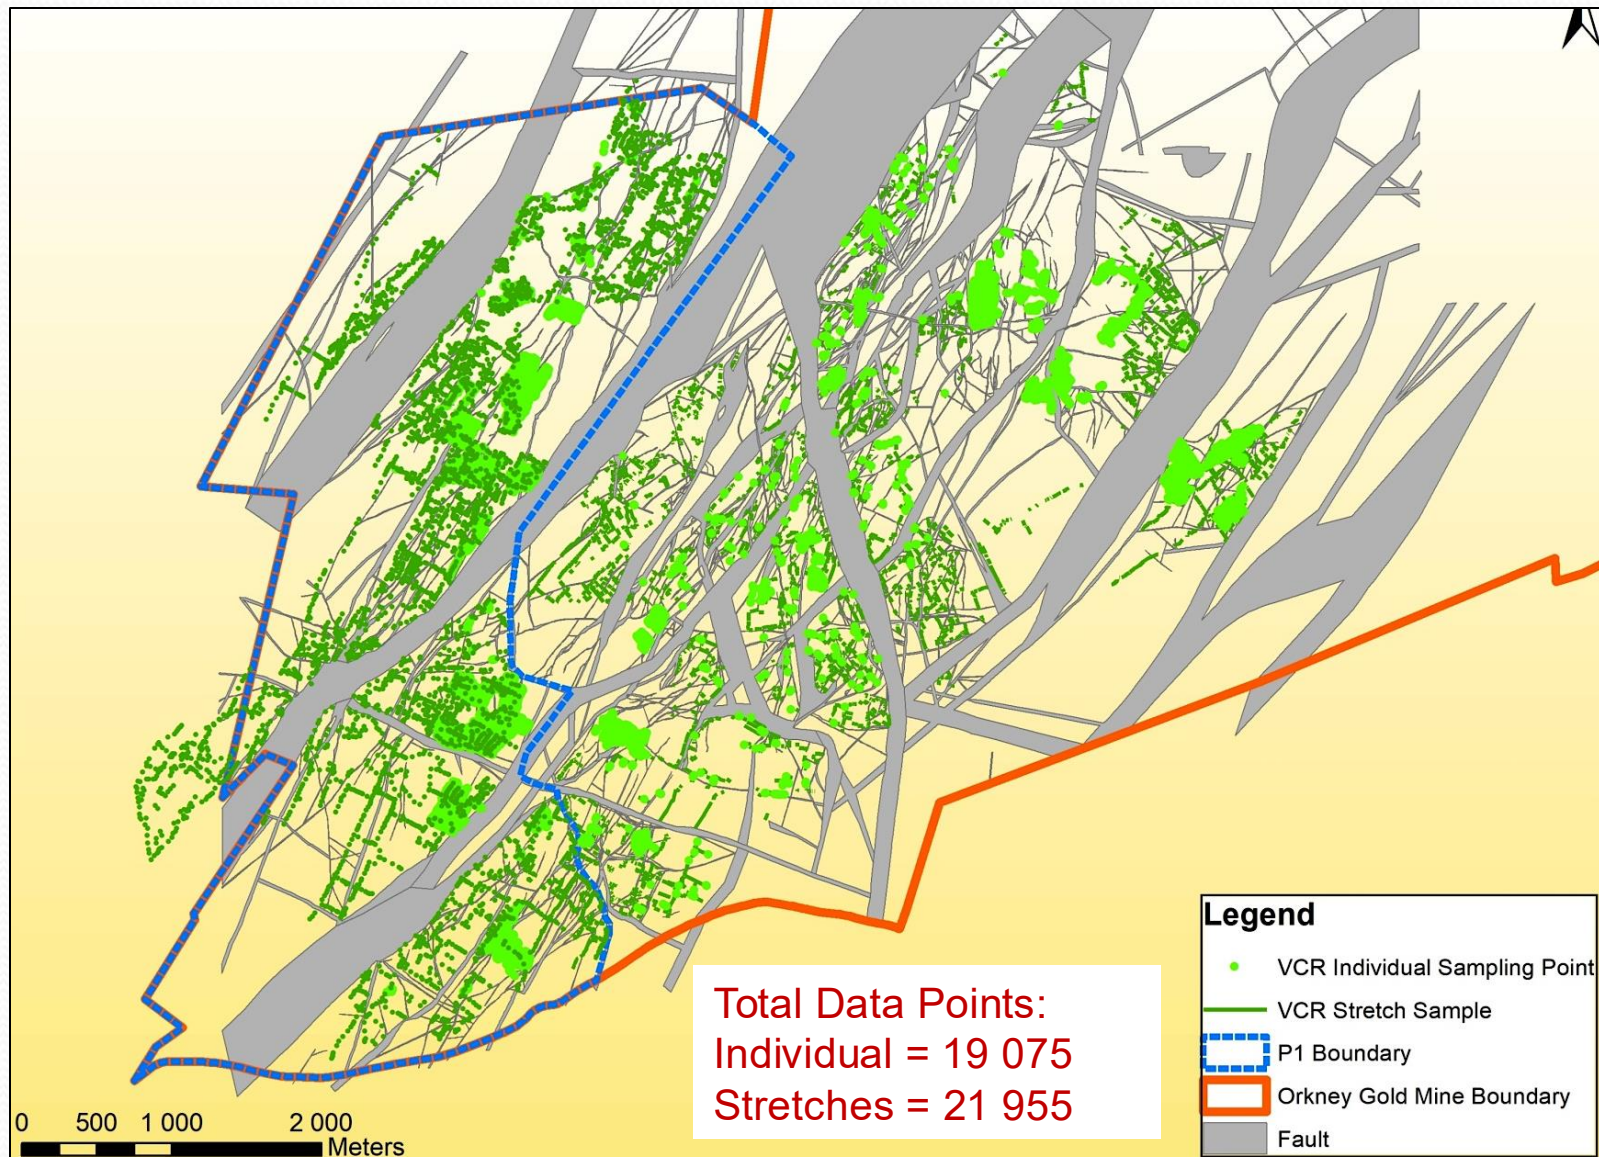 Total Data Points:
Individual = 19 075
Stretches = 21 955
Legend
VCR Individual Sampling Point
VCR Stretch Sample
P1 Boundary
Orkney Gold Mine Boundary
Fault
0 500 1 000 2 000
Meters